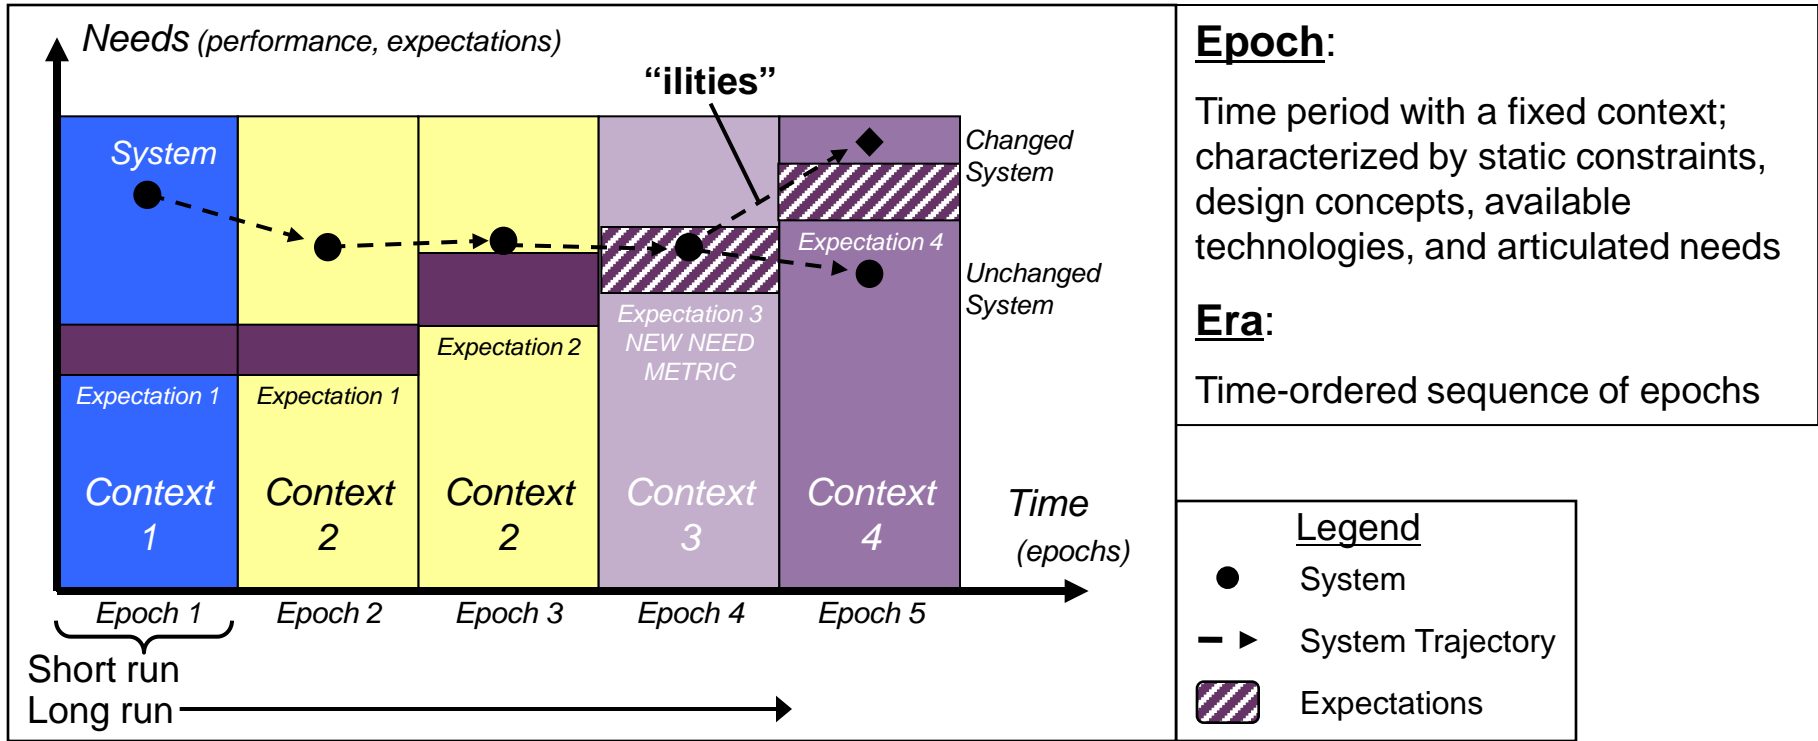 Needs (performance, expectations)
“ilities”
System
Changed
System
Expectation 4
Unchanged
System
Expectation 3
NEW NEED
METRIC
Expectation 2
Expectation 1
Expectation 1
Context
1
Context
2
Context
2
Context
3
Context
4
Time
(epochs)
Epoch 1
Epoch 2
Epoch 3
Epoch 4
Epoch 5
Short run
Long run
Epoch:
Time period with a fixed context;
characterized by static constraints,
design concepts, available
technologies, and articulated needs
Era:
Time-ordered sequence of epochs
Legend
System
System Trajectory
Expectations